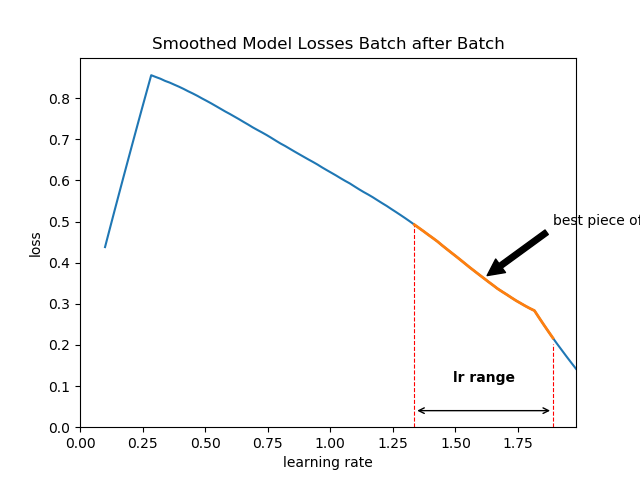 Smoothed Model Losses Batch after Batch
loss
0.8
0.7
0.6
0.5
0.4
0.3
0.2
0.1
0.0
best piece of
lr range
0.00 0.25 0.50 0.75 1.00 1.25 1.50 1.75
learning rate